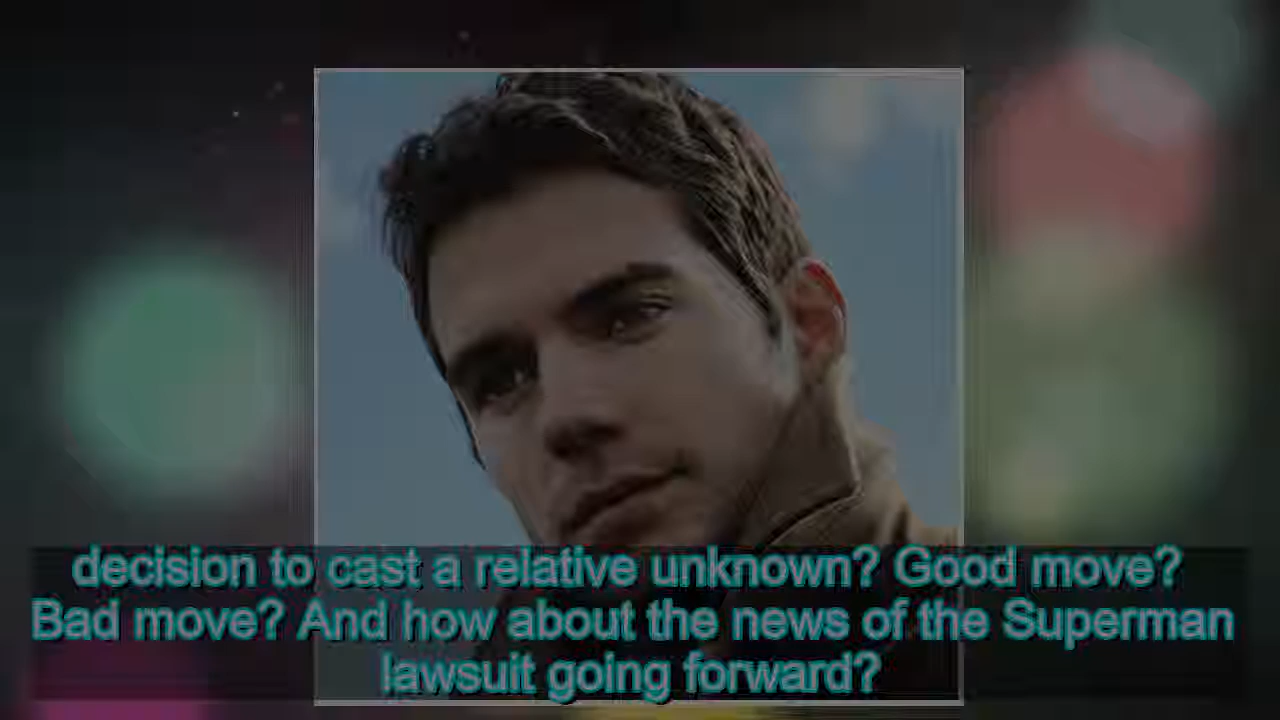 decision to cast a relative unknown? Good move?
Bad move? And how about the news of the Superman
lawsuit going forward?